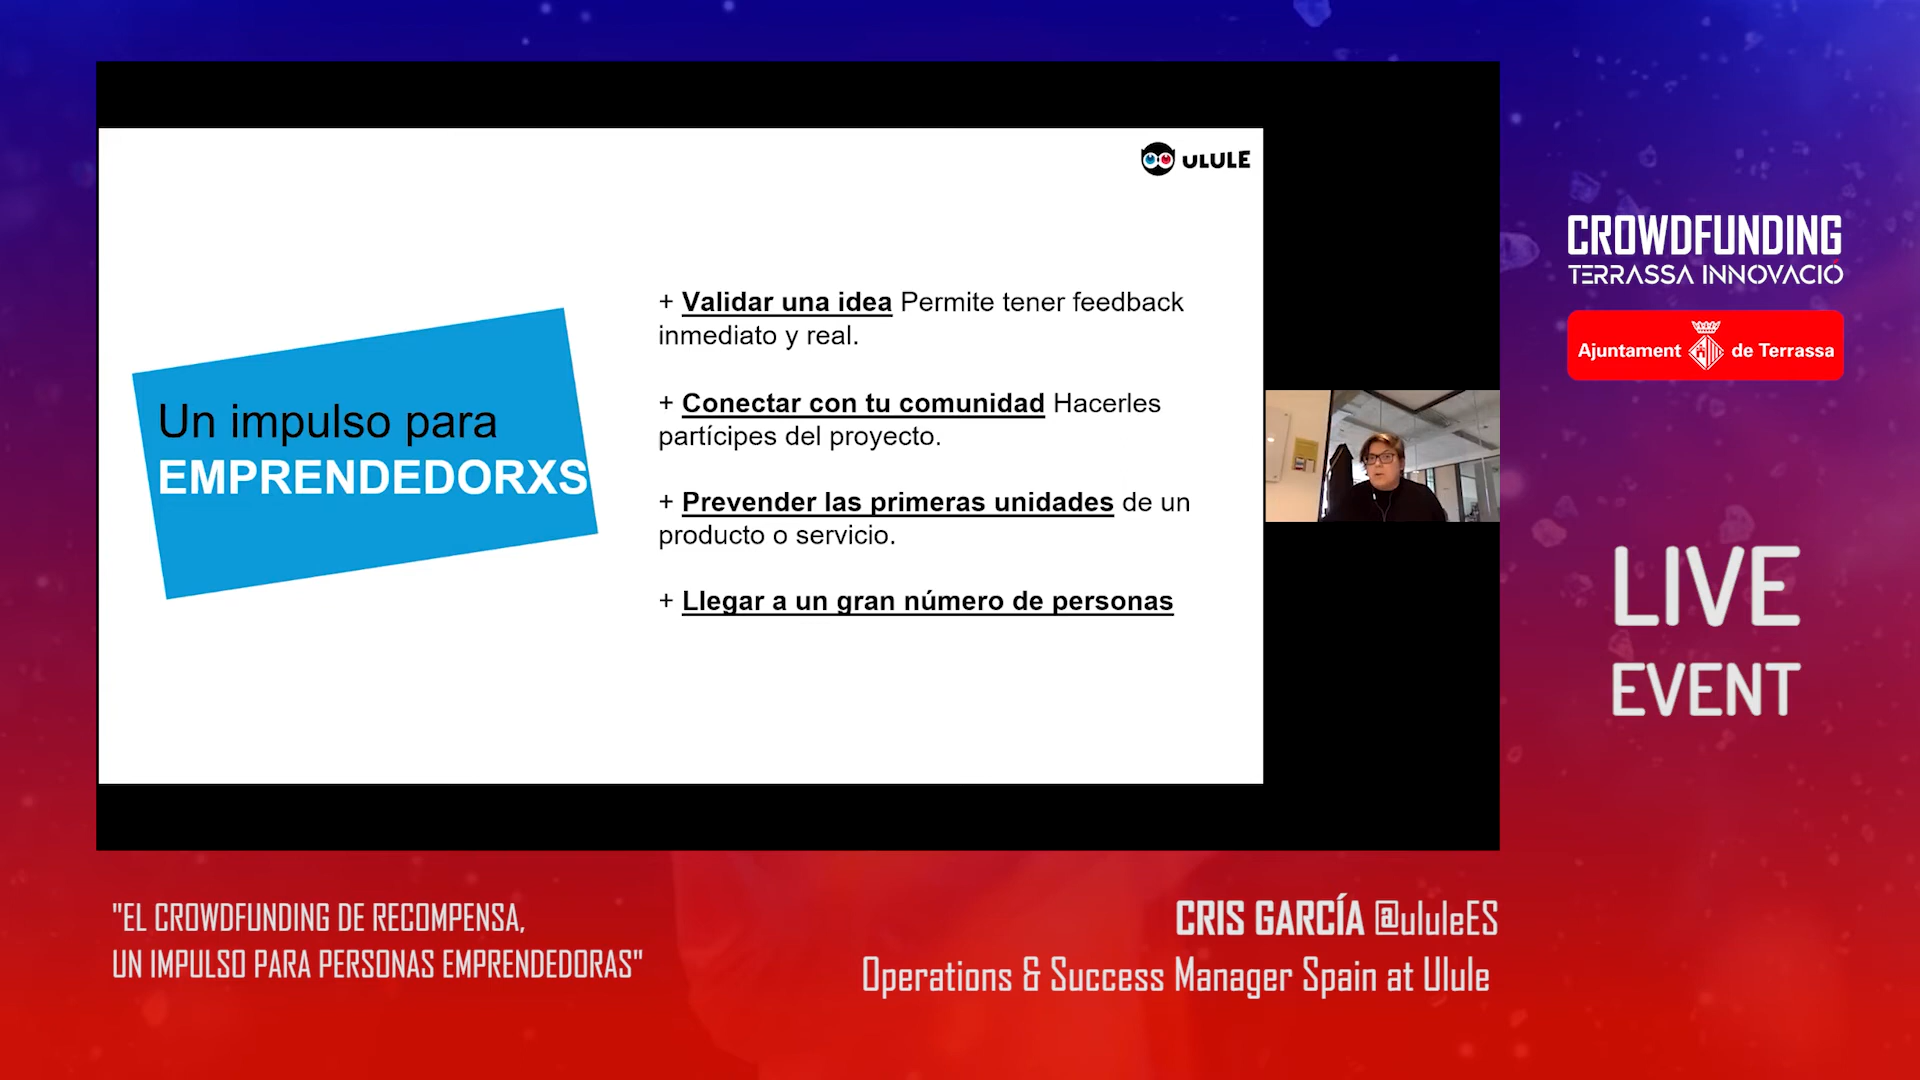 ULULE
Un impulso para
EMPRENDEDORXS
+ Validar una idea Permite tener feedback
inmediato y real.
+ Conectar con tu comunidad Hacerles
partícipes del proyecto.
+ Prevender las primeras unidades de un
producto o servicio.
+ Llegar a un gran número de personas
CROWDFUNDING
TERRASSA INNOVACIÓ
Ajuntament de Terrassa
LIVE
EVENT
"EL CROWDFUNDING DE RECOMPENSA,
UN IMPULSO PARA PERSONAS EMPRENDEDORAS"
CRIS GARCÍA @ululeES
Operations & Success Manager Spain at Ulule